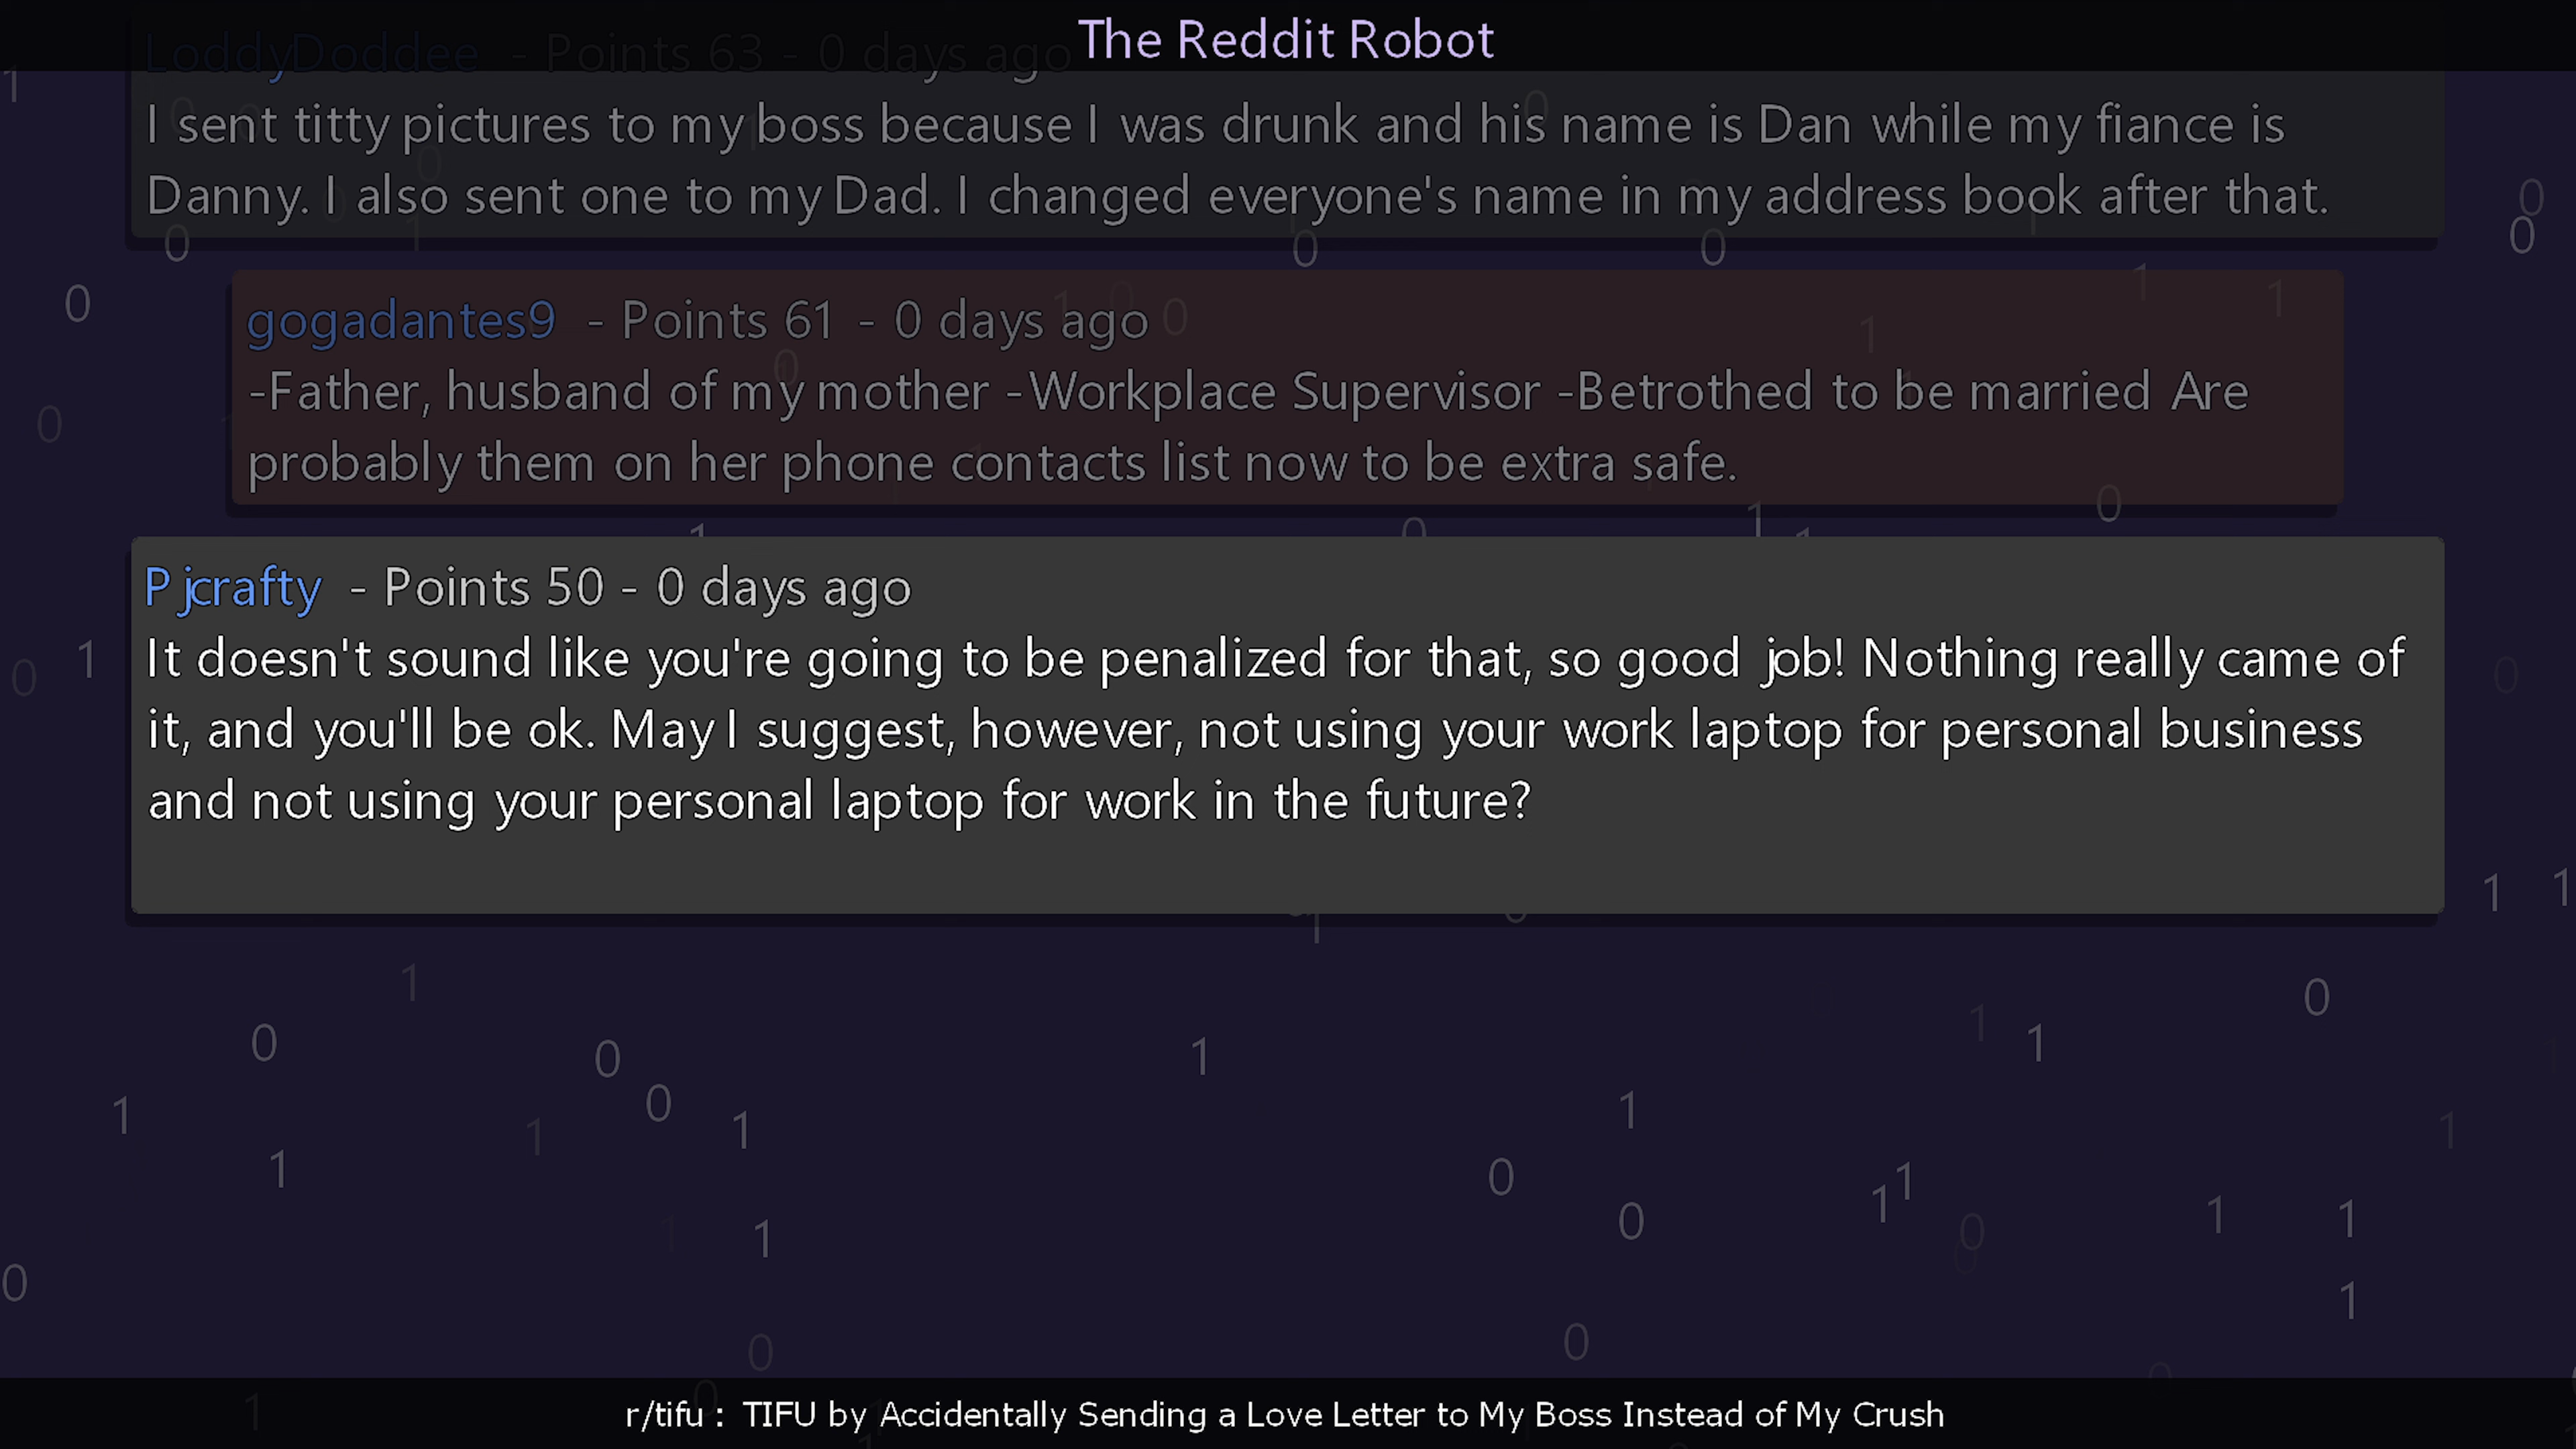 The Reddit Robot
LoddyDoddee - Points 63 - 0 days ago
I sent titty pictures to my boss because I was drunk and his name is Dan while my fiance is
Danny. I also sent one to my Dad. I changed everyone's name in my address book after that.
gogadantes9 - Points 61 - 0 days ago
-Father, husband of my mother -Workplace Supervisor -Betrothed to be married Are
probably them on her phone contacts list now to be extra safe.
Pjcrafty - Points 50 - 0 days ago
It doesn't sound like you're going to be penalized for that, so good job! Nothing really came of
it, and you'll be ok. May I suggest, however, not using your work laptop for personal business
and not using your personal laptop for work in the future?
r/tifu : TIFU by Accidentally Sending a Love Letter to My Boss Instead of My Crush